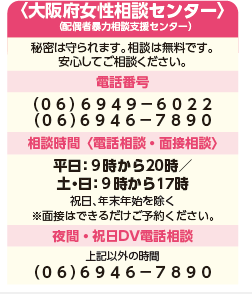 〈大阪府女性相談センター〉
（配偶者暴力相談支援センター）
秘密は守られます。相談は無料です。
安心してご相談ください。
電話番号
（０６）６９４９－６０２２
（０６）６９４６－７８９０
相談時間〈電話相談・面接相談〉
平日：９時から20時／
土・日：９時から17時
祝日、年末年始を除く
※面接はできるだけご予約ください。
夜間・祝日DV電話相談
上記以外の時間
（０６）６９４６－７８９０